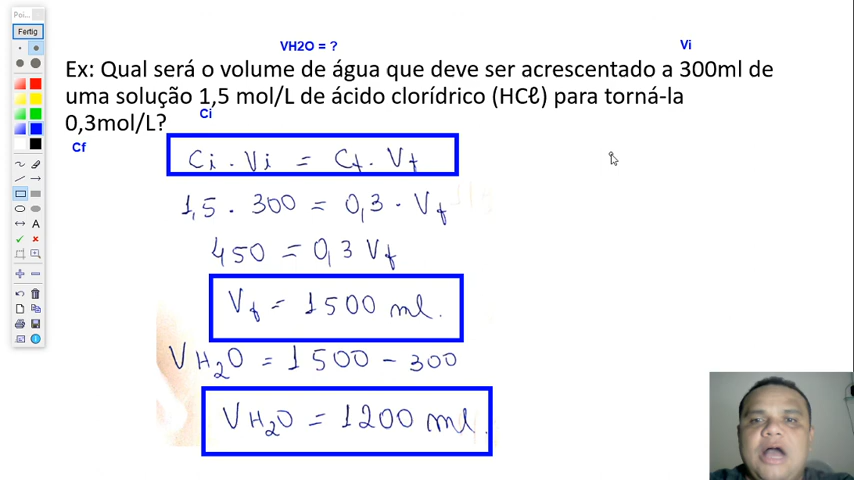 Poi...
Fertig
A
VH2O = ?
Vi
Ex: Qual será o volume de água que deve ser acrescentado a 300ml de
uma solução 1,5 mol/L de ácido clorídrico (HCℓ) para torná-la
Ci
0,3mol/L?
Cf
Ci . Vi = Cf . Vf
1,5 . 300 = 0,3 . Vf
450 = 0,3 Vf
Vf = 1500 ml.
VH2O = 1500 - 300
VH2O = 1200 ml.